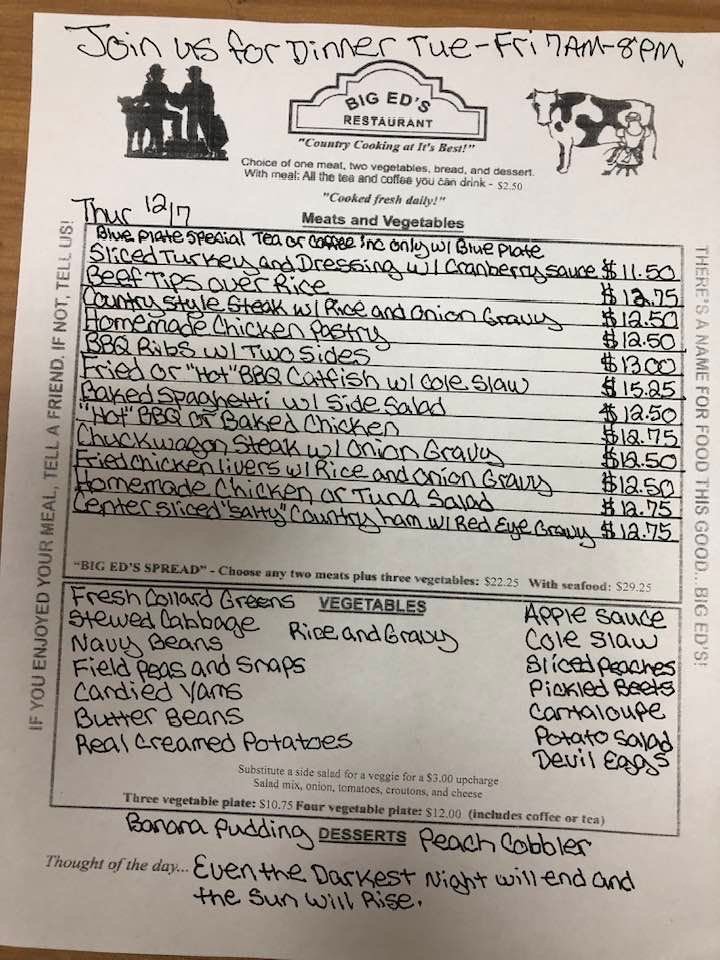 Join us for Dinner Tue-Fri 7AM-8PM
BIG ED'S
RESTAURANT
"Country Cooking at It's Best!"
Choice of one meat, two vegetables, bread, and dessert.
With meal: All the tea and coffee you can drink - $2.50
"Cooked fresh daily!"
Thur 12/7
Meats and Vegetables
Blue Plate Special Tea or Coffee inc only w/ Blue Plate
Sliced Turkey and Dressing w/ Cranberry sauce $11.50
Beef Tips over Rice $12.75
Country Style Steak w/ Rice and Onion Gravy $12.50
Homemade Chicken Pastry $12.50
BBQ Ribs w/ Two Sides $13.00
Fried or "Hot" BBQ Catfish w/ Cole Slaw $15.25
Baked Spaghetti w/ Side Salad $12.50
"Hot" BBQ or Baked Chicken $12.75
Chuckwagon Steak w/ Onion Gravy $12.50
Fried chicken livers w/ Rice and Onion Gravy $12.50
Homemade Chicken or Tuna Salad $12.75
Center sliced "salty" Country ham w/ Red Eye Gravy $12.75
"BIG ED'S SPREAD" - Choose any two meats plus three vegetables: $22.25 With seafood: $29.25
IF YOU ENJOYED YOUR MEAL, TELL A FRIEND. IF NOT, TELL US!
THERE'S A NAME FOR FOOD THIS GOOD... BIG ED'S!
VEGETABLES
Fresh Collard Greens
Stewed Cabbage
Navy Beans
Field Peas and Snaps
Candied Yams
Butter Beans
Real Creamed Potatoes
Rice and Gravy
Apple Sauce
Cole Slaw
Sliced Peaches
Pickled Beets
Cantaloupe
Potato Salad
Devil Eggs
Substitute a side salad for a veggie for a $3.00 upcharge
Salad mix, onion, tomatoes, croutons, and cheese
Three vegetable plate: $10.75 Four vegetable plate: $12.00 (includes coffee or tea)
Banana Pudding DESSERTS Peach Cobbler
Thought of the day... Even the Darkest Night will end and
the Sun will Rise.